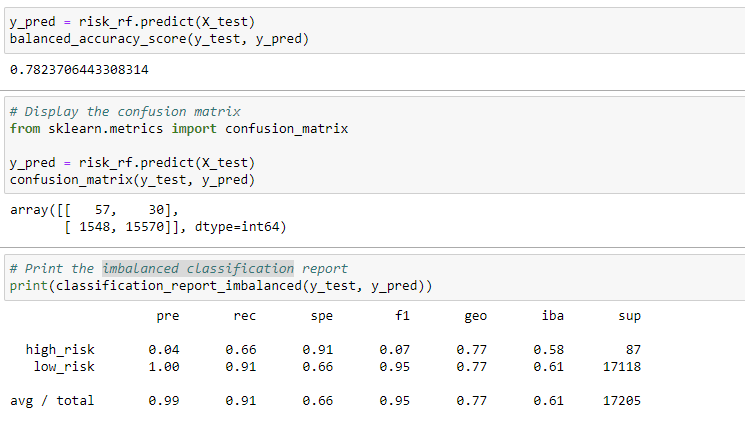 y_pred = risk_rf.predict(X_test)
balanced_accuracy_score(y_test, y_pred)
0.7823706443308314
# Display the confusion matrix
from sklearn.metrics import confusion_matrix
y_pred = risk_rf.predict(X_test)
confusion_matrix(y_test, y_pred)
array([[   57,    30],
       [ 1548, 15570]], dtype=int64)
# Print the imbalanced classification report
print(classification_report_imbalanced(y_test, y_pred))
pre rec spe f1 geo iba sup
high_risk 0.04 0.66 0.91 0.07 0.77 0.58 87
low_risk 1.00 0.91 0.66 0.95 0.77 0.61 17118
avg / total 0.99 0.91 0.66 0.95 0.77 0.61 17205